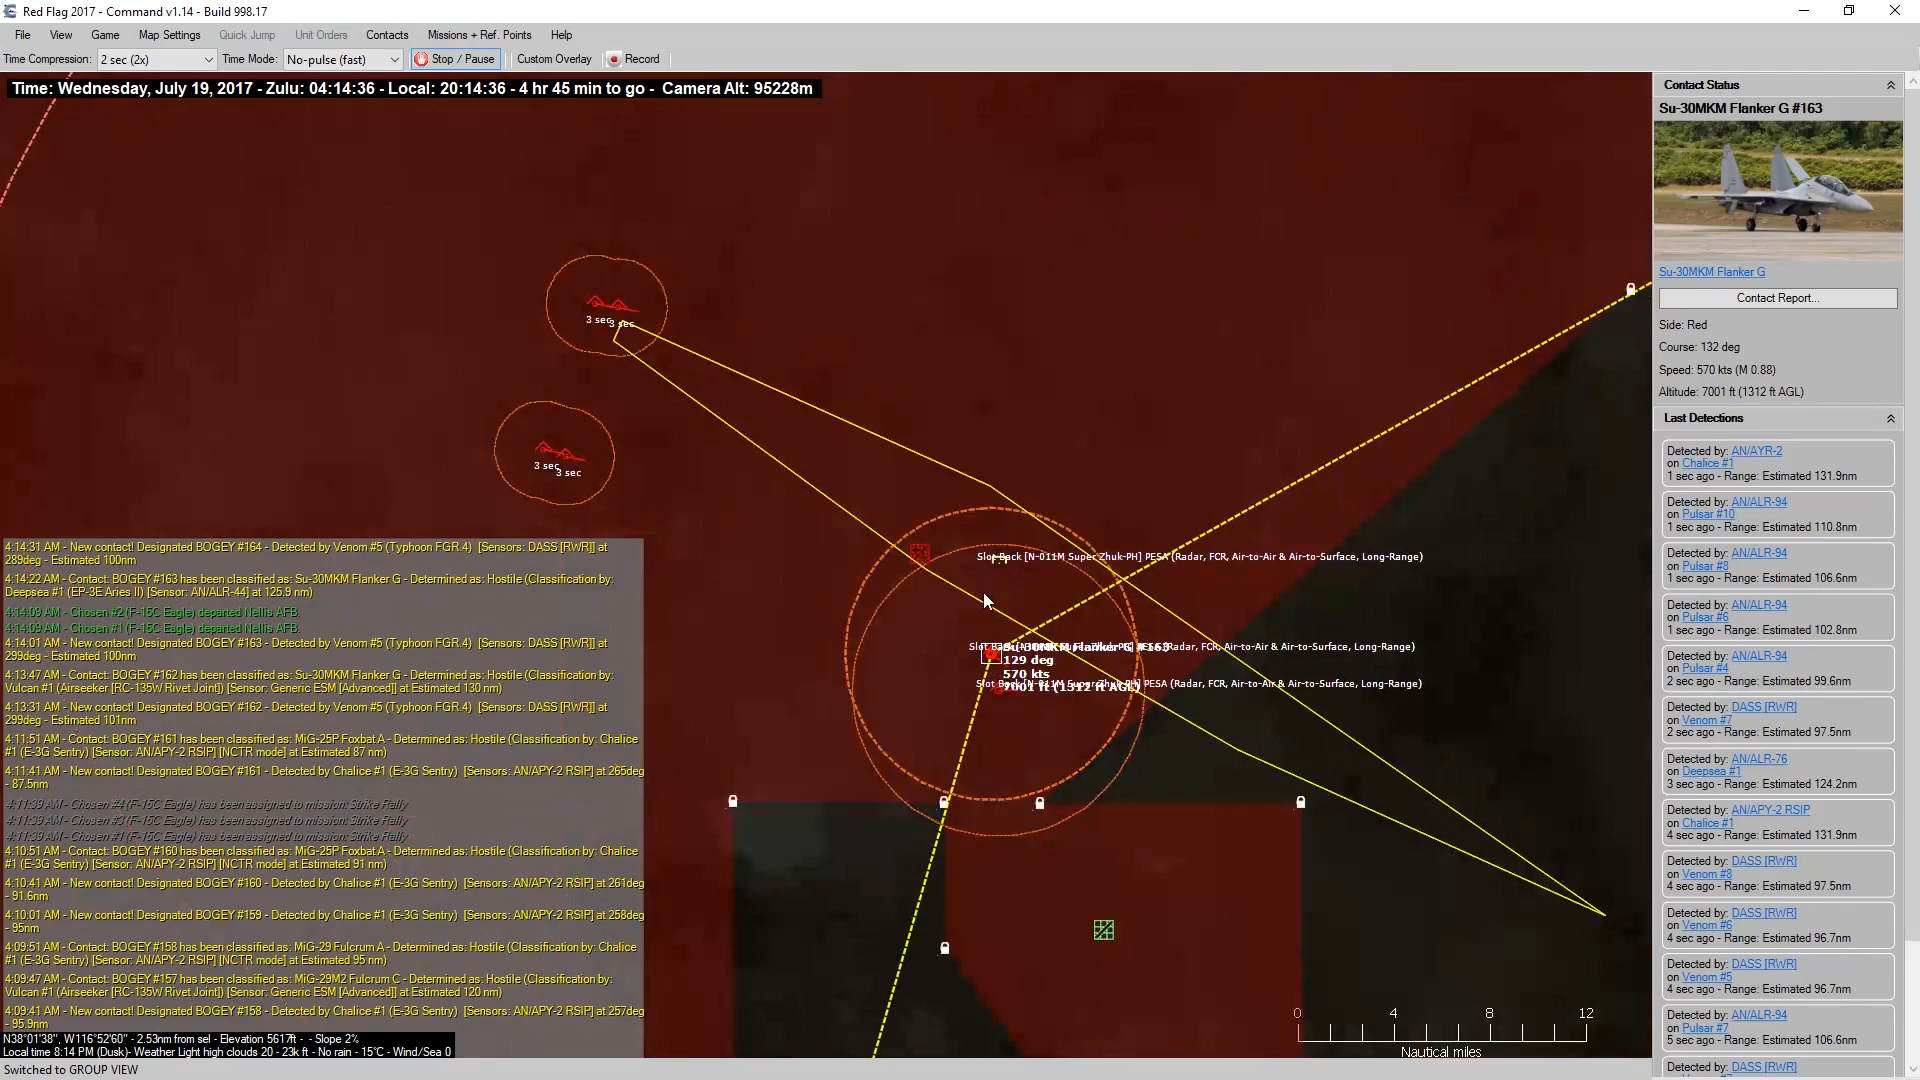 Red Flag 2017 - Command v1.14 - Build 998.17
File View Game Map Settings Quick Jump Unit Orders Contacts Missions + Ref. Points Help
Time Compression: 2 sec (2x) Time Mode: No-pulse (fast) Stop / Pause Custom Overlay Record
Time: Wednesday, July 19, 2017 - Zulu: 04:14:36 - Local: 20:14:36 - 4 hr 45 min to go - Camera Alt: 95228m
3 sec
3 sec
3 sec
3 sec
Slot Back [N-011M Super Zhuk-PH] PESA (Radar, FCR, Air-to-Air & Air-to-Surface, Long-Range)
Radar, FCR, Air-to-Air & Air-to-Surface, Long-Range)
Su-30MKM Flanker G #163
129 deg
570 kts
7001 ft (1312 ft AGL)
PESA (Radar, FCR, Air-to-Air & Air-to-Surface, Long-Range)
4:14:31 AM - New contact! Designated BOGEY #164 - Detected by Venom #5 (Typhoon FGR.4) [Sensors: DASS [RWR]] at
289deg - Estimated 100nm
4:14:22 AM - Contact: BOGEY #163 has been classified as: Su-30MKM Flanker G - Determined as: Hostile (Classification by:
Deepsea #1 (EP-3E Aries II) [Sensor: AN/ALR-44] at 125.9 nm)
4:14:09 AM - Chosen #2 (F-15C Eagle) departed Nellis AFB.
4:14:09 AM - Chosen #1 (F-15C Eagle) departed Nellis AFB.
4:14:01 AM - New contact! Designated BOGEY #163 - Detected by Venom #5 (Typhoon FGR.4) [Sensors: DASS [RWR]] at
299deg - Estimated 100nm
4:13:47 AM - Contact: BOGEY #162 has been classified as: Su-30MKM Flanker G - Determined as: Hostile (Classification by:
Vulcan #1 (Airseeker [RC-135W Rivet Joint]) [Sensor: Generic ESM [Advanced]] at Estimated 130 nm)
4:13:31 AM - New contact! Designated BOGEY #162 - Detected by Venom #5 (Typhoon FGR.4) [Sensors: DASS [RWR]] at
299deg - Estimated 101nm
4:11:51 AM - Contact: BOGEY #161 has been classified as: MiG-25P Foxbat A - Determined as: Hostile (Classification by: Chalice
#1 (E-3G Sentry) [Sensor: AN/APY-2 RSIP] [NCTR mode] at Estimated 87 nm)
4:11:41 AM - New contact! Designated BOGEY #161 - Detected by Chalice #1 (E-3G Sentry) [Sensors: AN/APY-2 RSIP] at 265deg
- 87.5nm
4:11:39 AM - Chosen #4 (F-15C Eagle) has been assigned to mission: Strike Rally
4:11:39 AM - Chosen #3 (F-15C Eagle) has been assigned to mission: Strike Rally
4:11:39 AM - Chosen #1 (F-15C Eagle) has been assigned to mission: Strike Rally
4:10:51 AM - Contact: BOGEY #160 has been classified as: MiG-25P Foxbat A - Determined as: Hostile (Classification by: Chalice
#1 (E-3G Sentry) [Sensor: AN/APY-2 RSIP] [NCTR mode] at Estimated 91 nm)
4:10:41 AM - New contact! Designated BOGEY #160 - Detected by Chalice #1 (E-3G Sentry) [Sensors: AN/APY-2 RSIP] at 261deg
- 91.6nm
4:10:01 AM - New contact! Designated BOGEY #159 - Detected by Chalice #1 (E-3G Sentry) [Sensors: AN/APY-2 RSIP] at 258deg
- 95nm
4:09:51 AM - Contact: BOGEY #158 has been classified as: MiG-29 Fulcrum A - Determined as: Hostile (Classification by: Chalice
#1 (E-3G Sentry) [Sensor: AN/APY-2 RSIP] [NCTR mode] at Estimated 95 nm)
4:09:47 AM - Contact: BOGEY #157 has been classified as: MiG-29M2 Fulcrum C - Determined as: Hostile (Classification by:
Vulcan #1 (Airseeker [RC-135W Rivet Joint]) [Sensor: Generic ESM [Advanced]] at Estimated 120 nm)
4:09:41 AM - New contact! Designated BOGEY #158 - Detected by Chalice #1 (E-3G Sentry) [Sensors: AN/APY-2 RSIP] at 257deg
- 95.9nm
N38°01'38", W116°52'60" - 2.53nm from sel - Elevation 5617ft - - Slope 2%
Local time 8:14 PM (Dusk)- Weather Light high clouds 20 - 23k ft - No rain - 15°C - Wind/Sea 0
Switched to GROUP VIEW
0 4 8 12
Nautical miles
Contact Status
Su-30MKM Flanker G #163
Su-30MKM Flanker G
Contact Report...
Side: Red
Course: 132 deg
Speed: 570 kts (M 0.88)
Altitude: 7001 ft (1312 ft AGL)
Last Detections
Detected by: AN/AYR-2
on Chalice #1
1 sec ago - Range: Estimated 131.9nm
Detected by: AN/ALR-94
on Pulsar #10
1 sec ago - Range: Estimated 110.8nm
Detected by: AN/ALR-94
on Pulsar #8
1 sec ago - Range: Estimated 106.6nm
Detected by: AN/ALR-94
on Pulsar #6
1 sec ago - Range: Estimated 102.8nm
Detected by: AN/ALR-94
on Pulsar #4
2 sec ago - Range: Estimated 99.6nm
Detected by: DASS [RWR]
on Venom #7
2 sec ago - Range: Estimated 97.5nm
Detected by: AN/ALR-76
on Deepsea #1
3 sec ago - Range: Estimated 124.2nm
Detected by: AN/APY-2 RSIP
on Chalice #1
4 sec ago - Range: Estimated 131.9nm
Detected by: DASS [RWR]
on Venom #8
4 sec ago - Range: Estimated 97.5nm
Detected by: DASS [RWR]
on Venom #6
4 sec ago - Range: Estimated 96.7nm
Detected by: DASS [RWR]
on Venom #5
4 sec ago - Range: Estimated 96.7nm
Detected by: AN/ALR-94
on Pulsar #7
5 sec ago - Range: Estimated 106.6nm
Detected by: DASS [RWR]